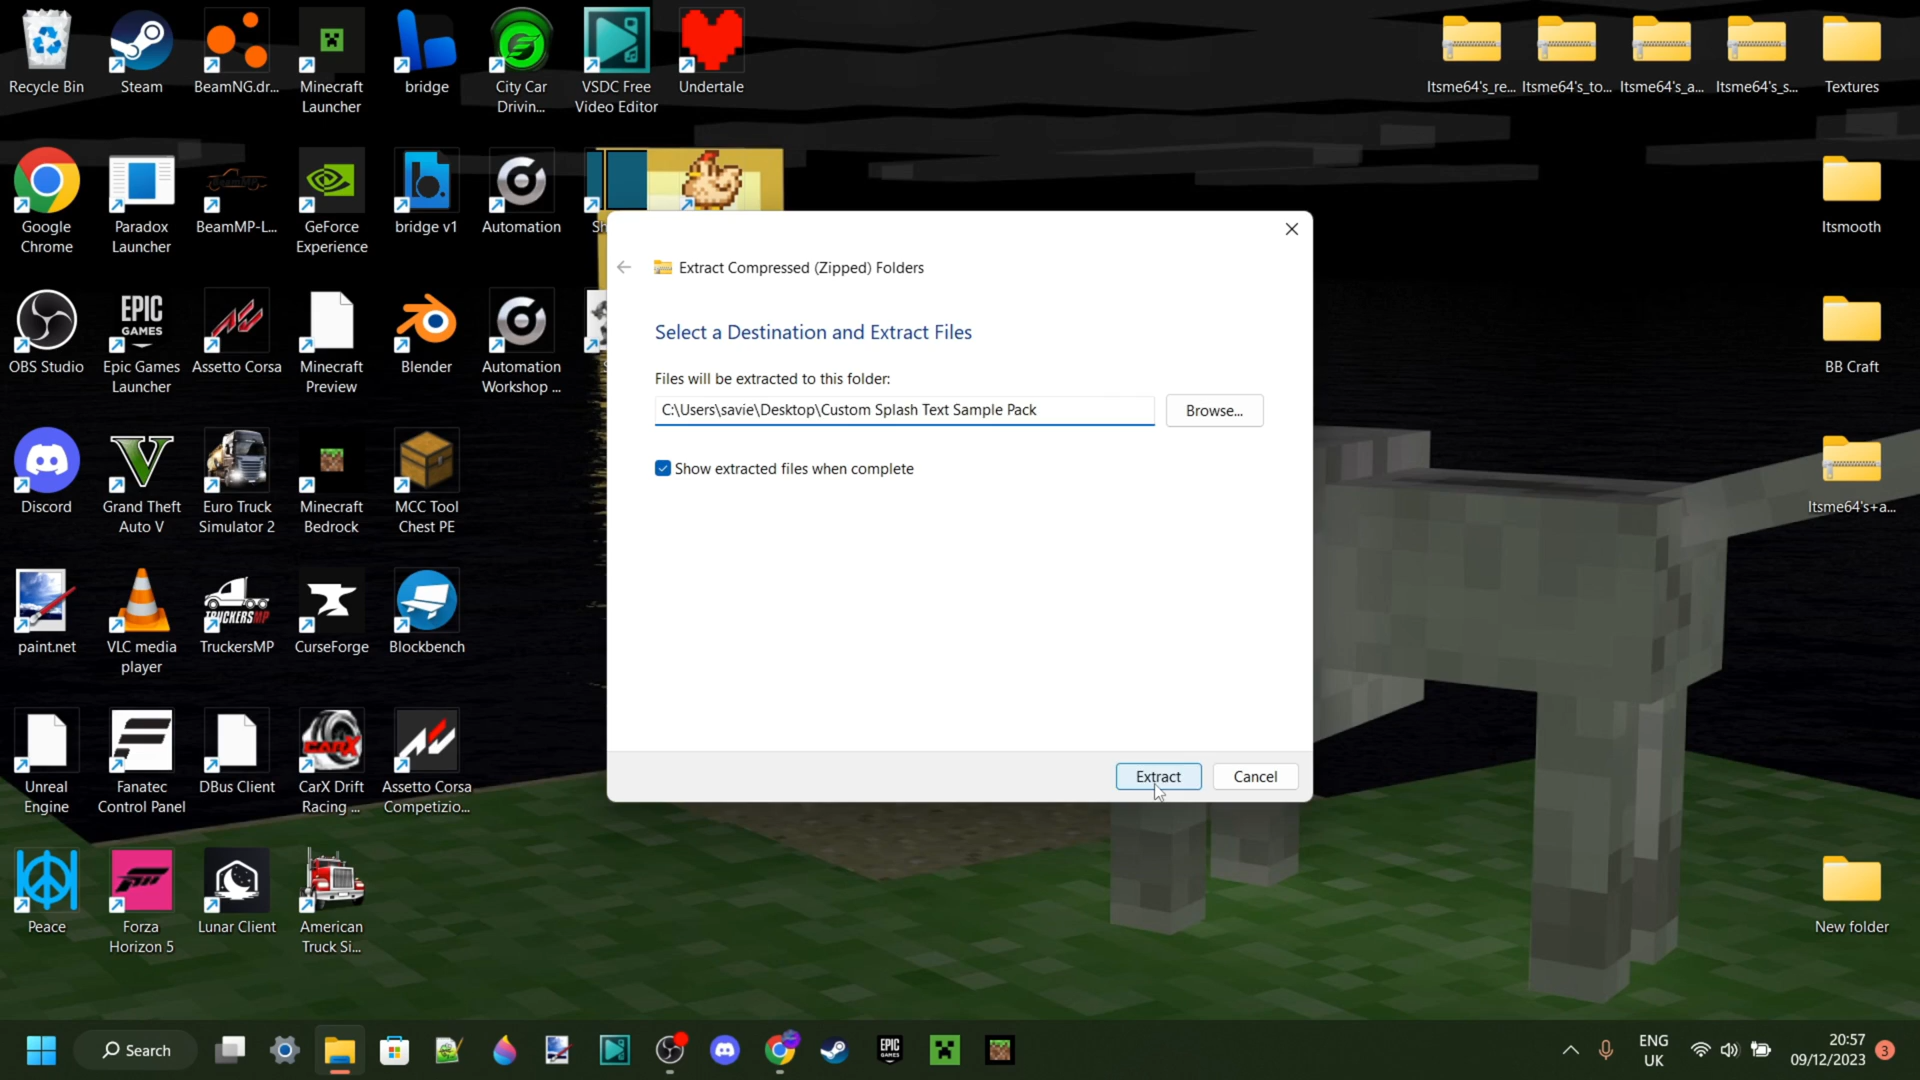 Recycle Bin
Steam
BeamNG.dr...
Minecraft
Launcher
bridge
City Car
Drivin...
VSDC Free
Video Editor
Undertale
Itsme64's_re...
Itsme64's_to...
Itsme64's_a...
Itsme64's_s...
Textures
Google
Chrome
Paradox
Launcher
BeamMP-L...
GeForce
Experience
bridge v1
Automation
Itsmooth
Extract Compressed (Zipped) Folders
Select a Destination and Extract Files
Files will be extracted to this folder:
C:\Users\savie\Desktop\Custom Splash Text Sample Pack
Browse...
Show extracted files when complete
Extract
Cancel
OBS Studio
EPIC
GAMES
Epic Games
Launcher
Assetto Corsa
Minecraft
Preview
Blender
Automation
Workshop ...
BB Craft
Discord
Grand Theft
Auto V
Euro Truck
Simulator 2
Minecraft
Bedrock
MCC Tool
Chest PE
Itsme64's+a...
paint.net
VLC media
player
TRUCKERSMP
TruckersMP
CurseForge
Blockbench
Unreal
Engine
Fanatec
Control Panel
DBus Client
CARX
CarX Drift
Racing ...
Assetto Corsa
Competizio...
Peace
Forza
Horizon 5
Lunar Client
American
Truck Si...
New folder
Search
EPIC
GAMES
ENG
UK
20:57
09/12/2023
3